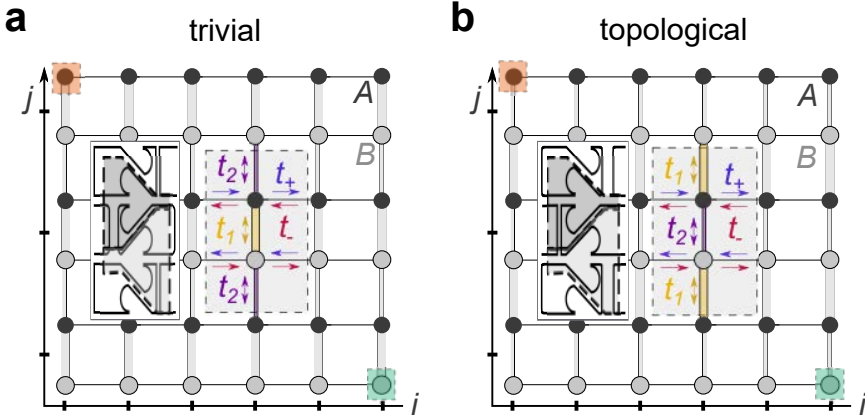 a
trivial
j
A
B
t₂
t₊
t₁
t₋
t₂
i
b
topological
j
A
B
t₁
t₊
t₂
t₋
t₁
i